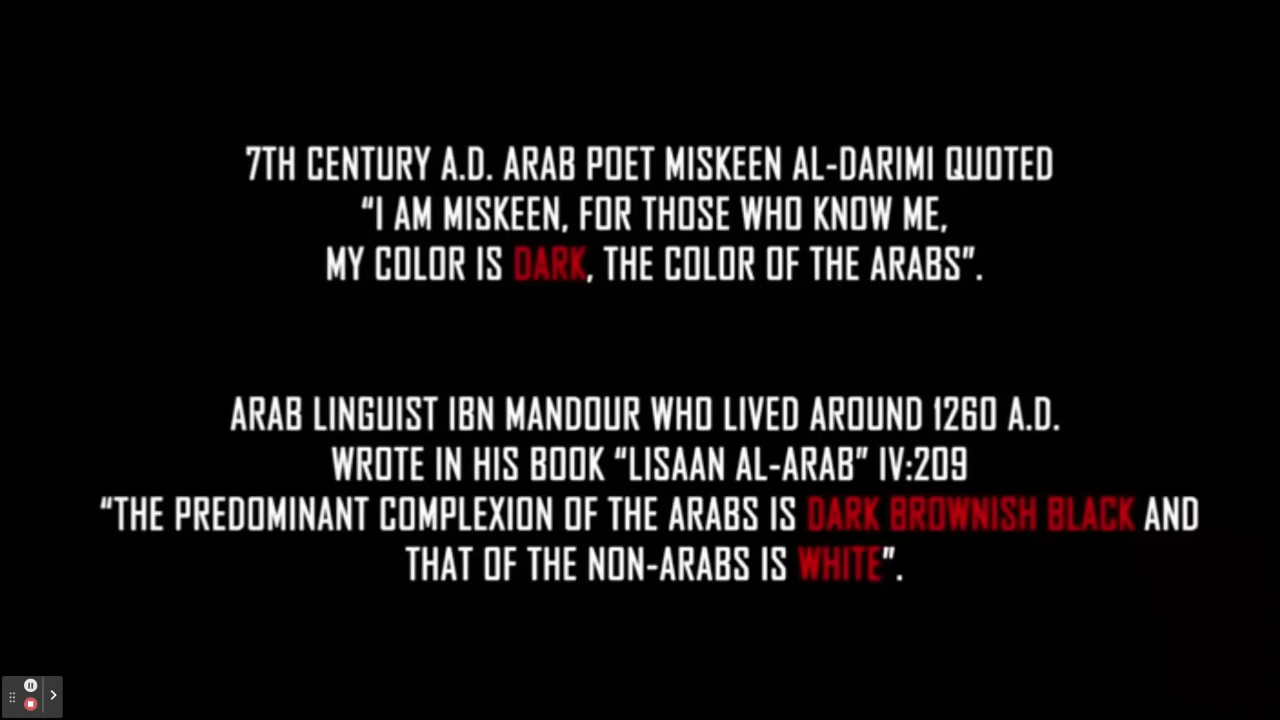 7TH CENTURY A.D. ARAB POET MISKEEN AL-DARIMI QUOTED
“I AM MISKEEN, FOR THOSE WHO KNOW ME,
MY COLOR IS DARK, THE COLOR OF THE ARABS”.
ARAB LINGUIST IBN MANDOUR WHO LIVED AROUND 1260 A.D.
WROTE IN HIS BOOK “LISAAN AL-ARAB” IV:209
“THE PREDOMINANT COMPLEXION OF THE ARABS IS DARK BROWNISH BLACK AND
THAT OF THE NON-ARABS IS WHITE”.